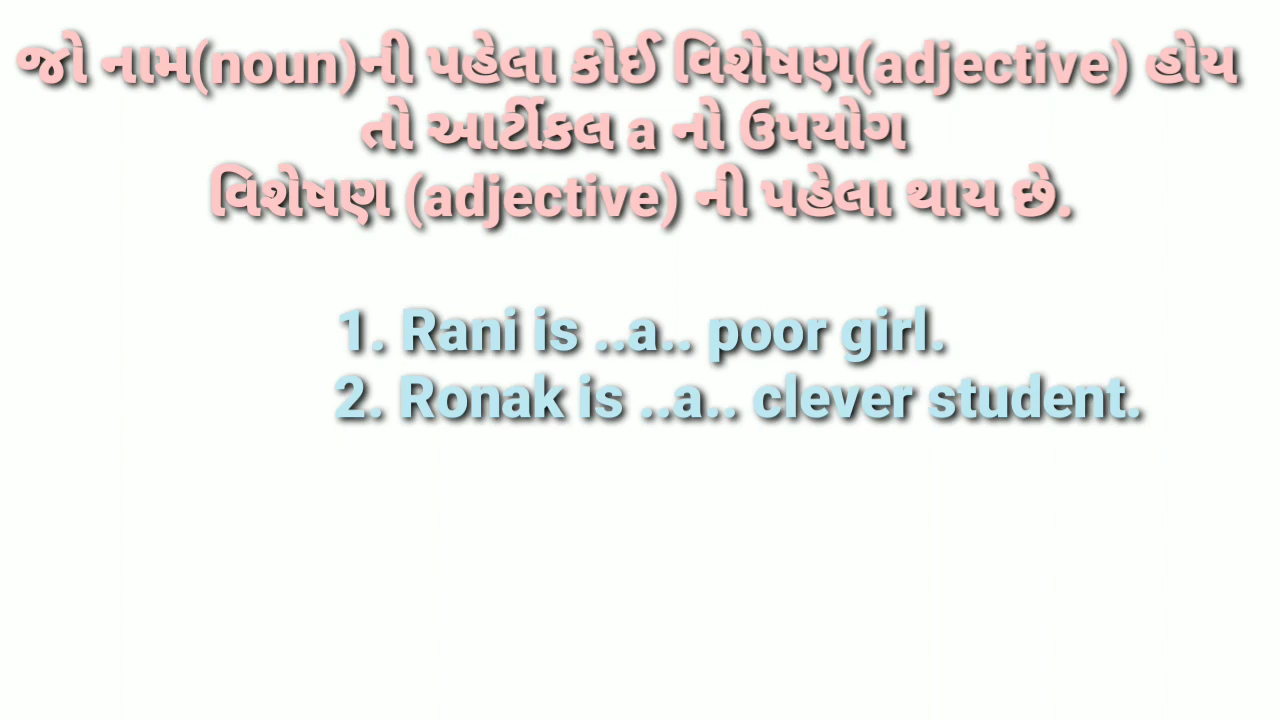 જો નામ(noun)ની પહેલા કોઈ વિશેષણ(adjective) હોય
તો આર્ટીકલ a નો ઉપયોગ
વિશેષણ (adjective) ની પહેલા થાય છે.
1. Rani is ..a.. poor girl.
2. Ronak is ..a.. clever student.